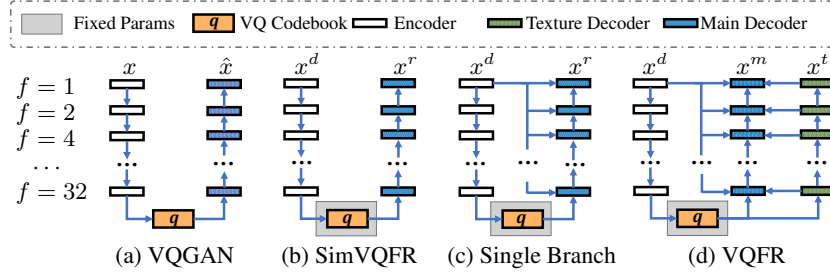 Fixed Params q VQ Codebook Encoder Texture Decoder Main Decoder
x x̂ x^d x^r x^d x^r x^d x^m x^t
f = 1
f = 2
f = 4
... ... ... ... ... ... ... ... ... ... ...
f = 32
q q q q
(a) VQGAN (b) SimVQFR (c) Single Branch (d) VQFR